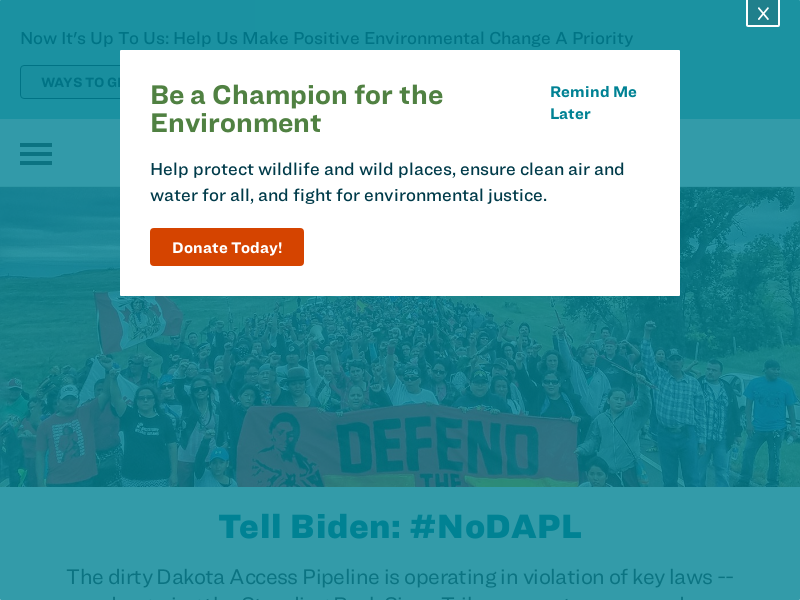 X
Now It's Up To Us: Help Us Make Positive Environmental Change A Priority
WAYS TO
Be a Champion for the
Environment
Remind Me
Later
Help protect wildlife and wild places, ensure clean air and
water for all, and fight for environmental justice.
Donate Today!
DEFEND
THE
Tell Biden: #NoDAPL
The dirty Dakota Access Pipeline is operating in violation of key laws --